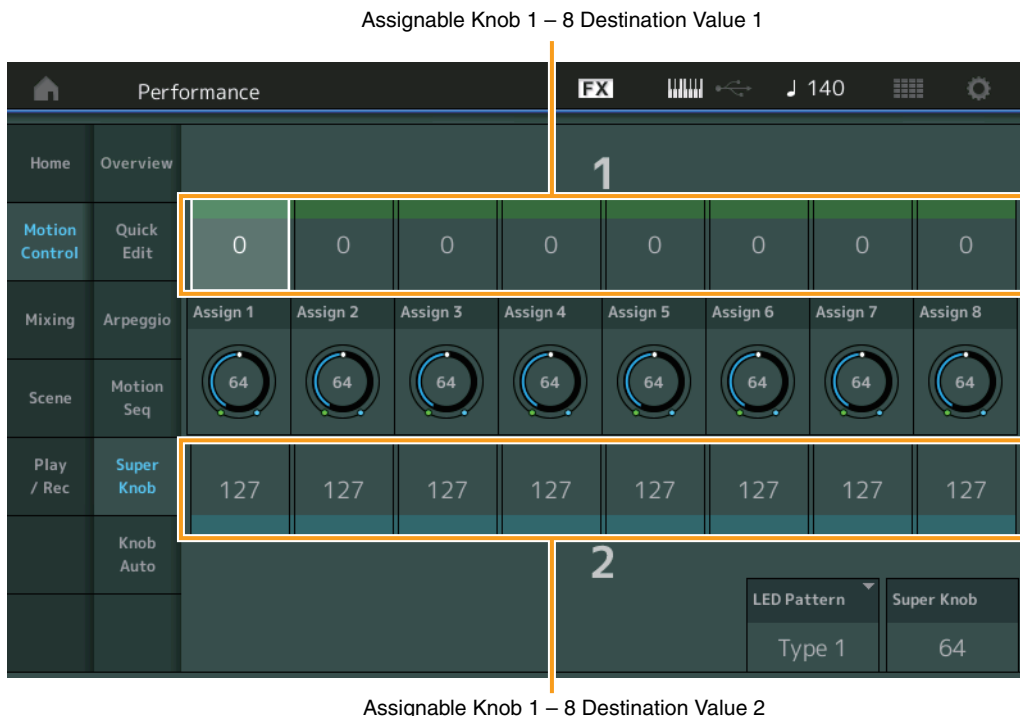 Assignable Knob 1 – 8 Destination Value 1
Performance FX 140
Home Overview
1
Motion Control Quick Edit 0 0 0 0 0 0 0 0
Mixing Arpeggio Assign 1 Assign 2 Assign 3 Assign 4 Assign 5 Assign 6 Assign 7 Assign 8
Scene Motion Seq 64 64 64 64 64 64 64 64
Play / Rec Super Knob 127 127 127 127 127 127 127 127
Knob Auto
2
LED Pattern Super Knob
Type 1 64
Assignable Knob 1 – 8 Destination Value 2